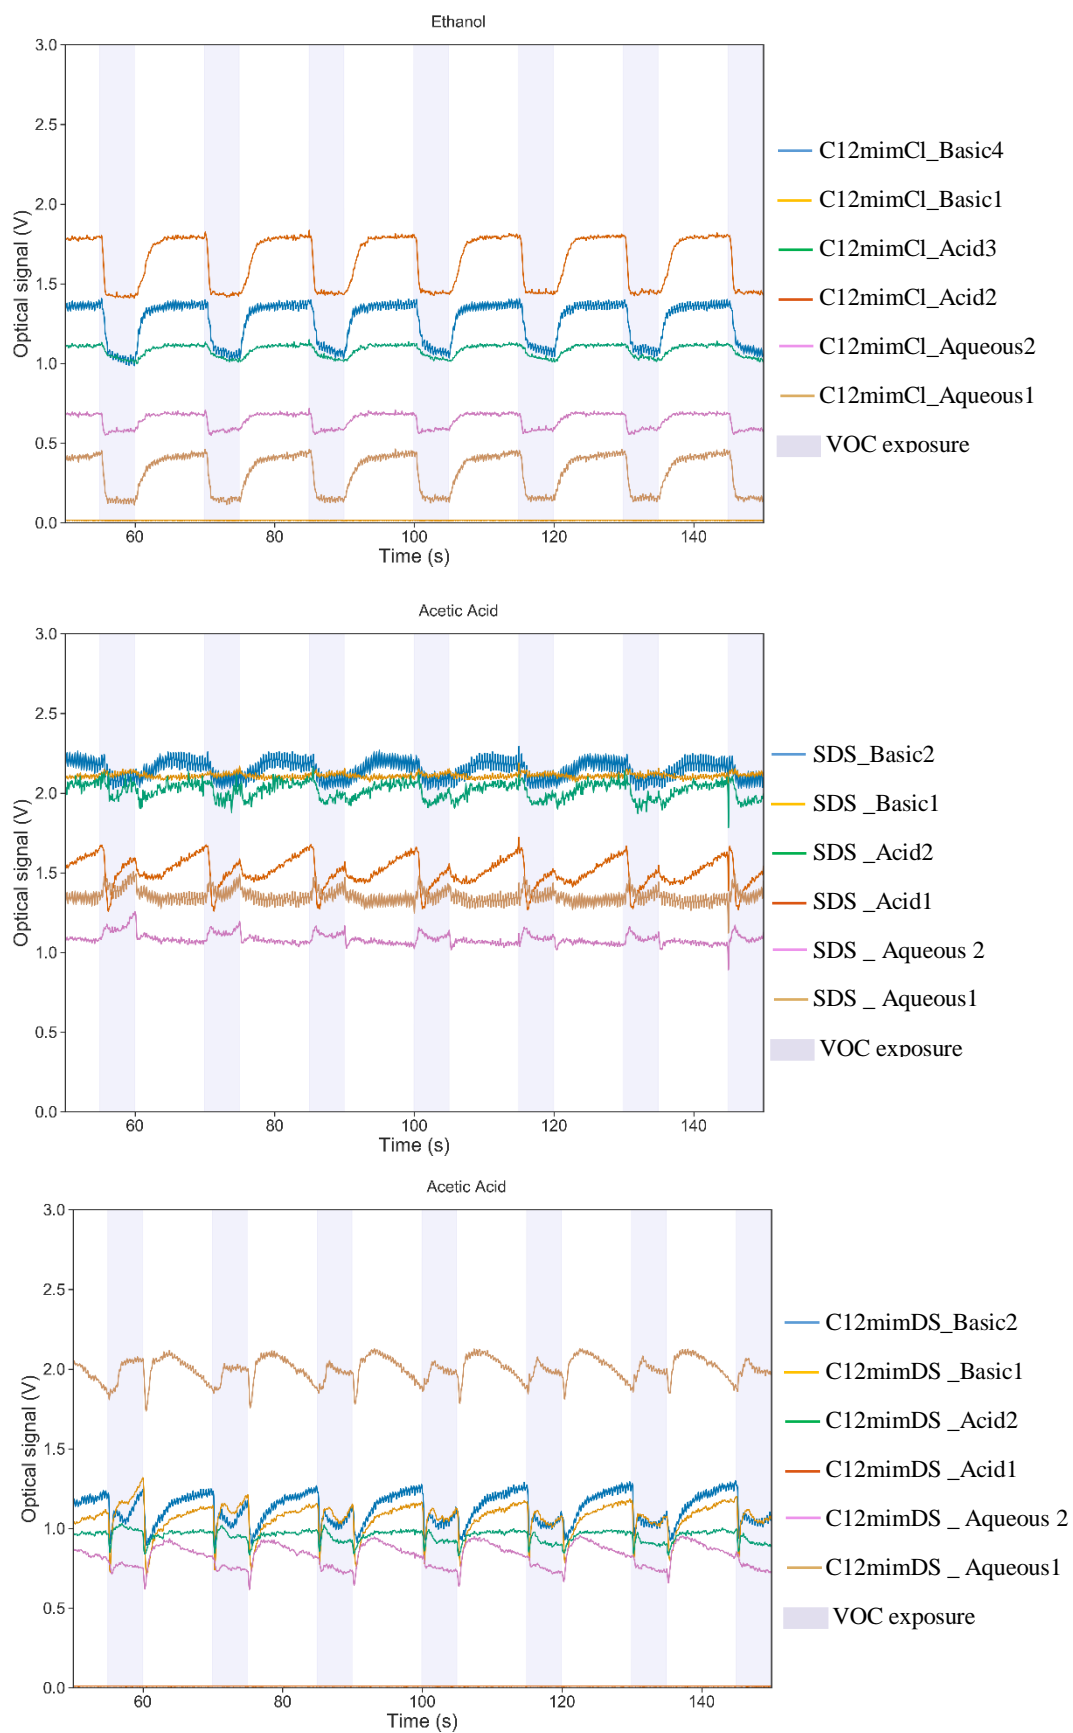 Ethanol
3.0
2.5
2.0
1.5
1.0
0.5
0.0
Optical signal (V)
60
80
100
120
140
Time (s)
C12mimCl_Basic4
C12mimCl_Basic1
C12mimCl_Acid3
C12mimCl_Acid2
C12mimCl_Aqueous2
C12mimCl_Aqueous1
VOC exposure
Acetic Acid
3.0
2.5
2.0
1.5
1.0
0.5
0.0
Optical signal (V)
60
80
100
120
140
Time (s)
SDS_Basic2
SDS _Basic1
SDS _Acid2
SDS _Acid1
SDS _ Aqueous 2
SDS _ Aqueous1
VOC exposure
Acetic Acid
3.0
2.5
2.0
1.5
1.0
0.5
0.0
Optical signal (V)
60
80
100
120
140
Time (s)
C12mimDS_Basic2
C12mimDS _Basic1
C12mimDS _Acid2
C12mimDS _Acid1
C12mimDS _ Aqueous 2
C12mimDS _ Aqueous1
VOC exposure